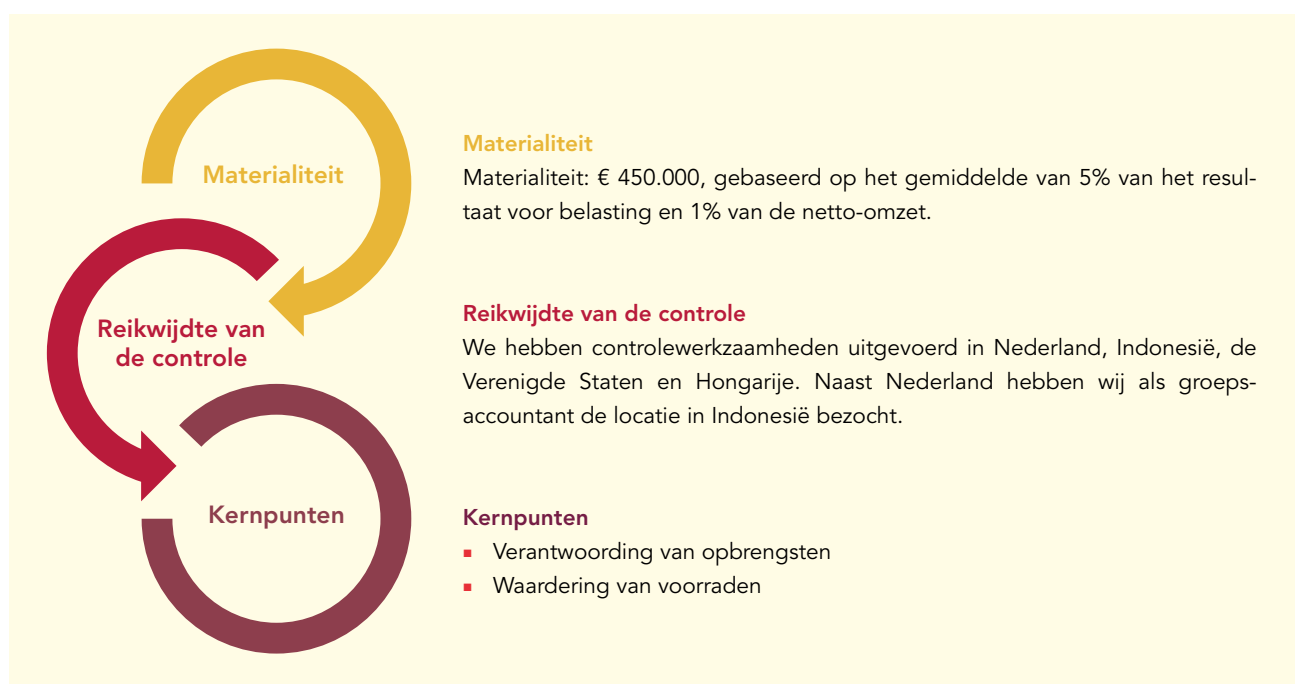 Materialiteit
Materialiteit
Materialiteit: € 450.000, gebaseerd op het gemiddelde van 5% van het resul-
taat voor belasting en 1% van de netto-omzet.
Reikwijdte van
de controle
Reikwijdte van de controle
We hebben controlewerkzaamheden uitgevoerd in Nederland, Indonesië, de
Verenigde Staten en Hongarije. Naast Nederland hebben wij als groeps-
accountant de locatie in Indonesië bezocht.
Kernpunten
Kernpunten
▪ Verantwoording van opbrengsten
▪ Waardering van voorraden